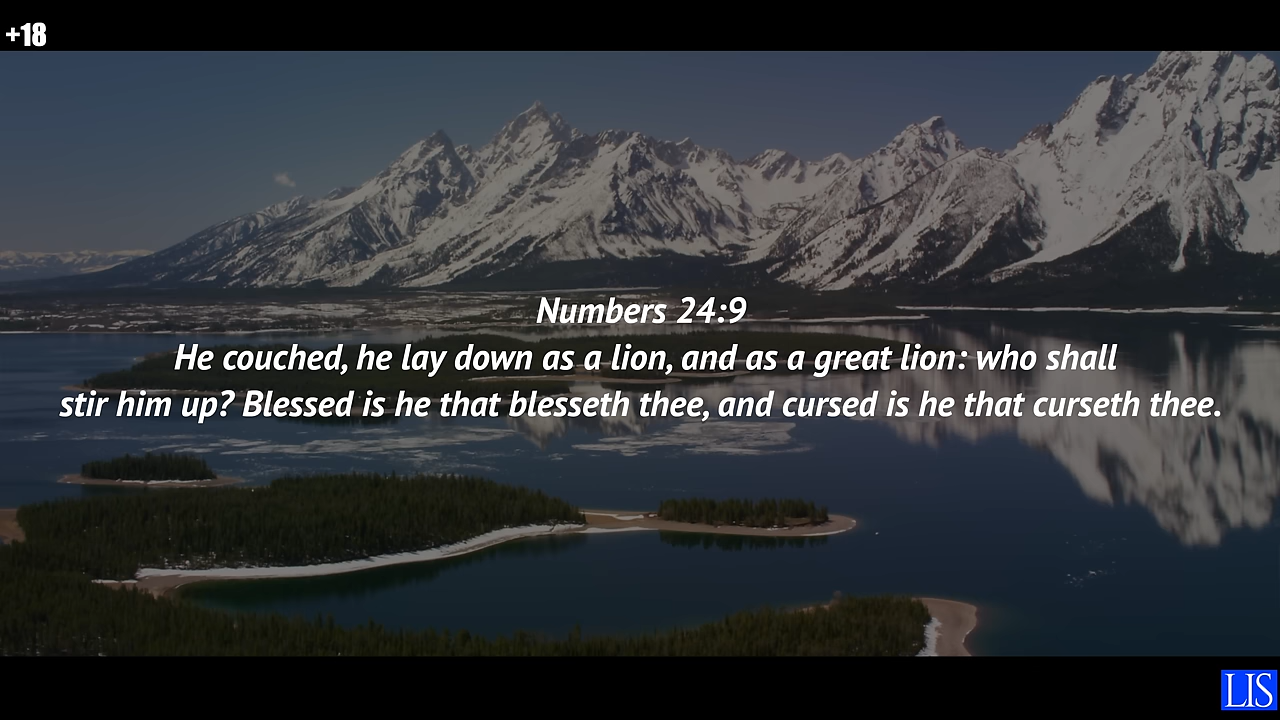 +18
Numbers 24:9
He couched, he lay down as a lion, and as a great lion: who shall
stir him up? Blessed is he that blesseth thee, and cursed is he that curseth thee.
LIS